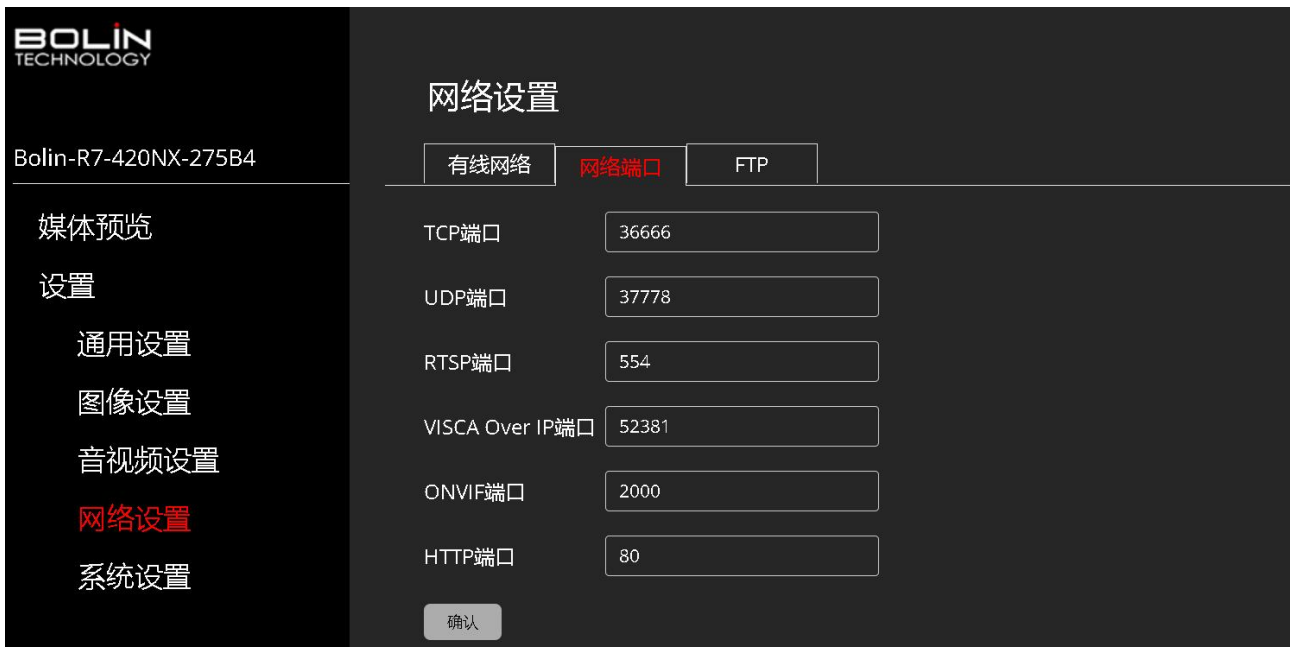 BOLIN
TECHNOLOGY
Bolin-R7-420NX-275B4
媒体预览
设置
通用设置
图像设置
音视频设置
网络设置
系统设置
网络设置
有线网络 网络端口 FTP
TCP端口 36666
UDP端口 37778
RTSP端口 554
VISCA Over IP端口 52381
ONVIF端口 2000
HTTP端口 80
确认